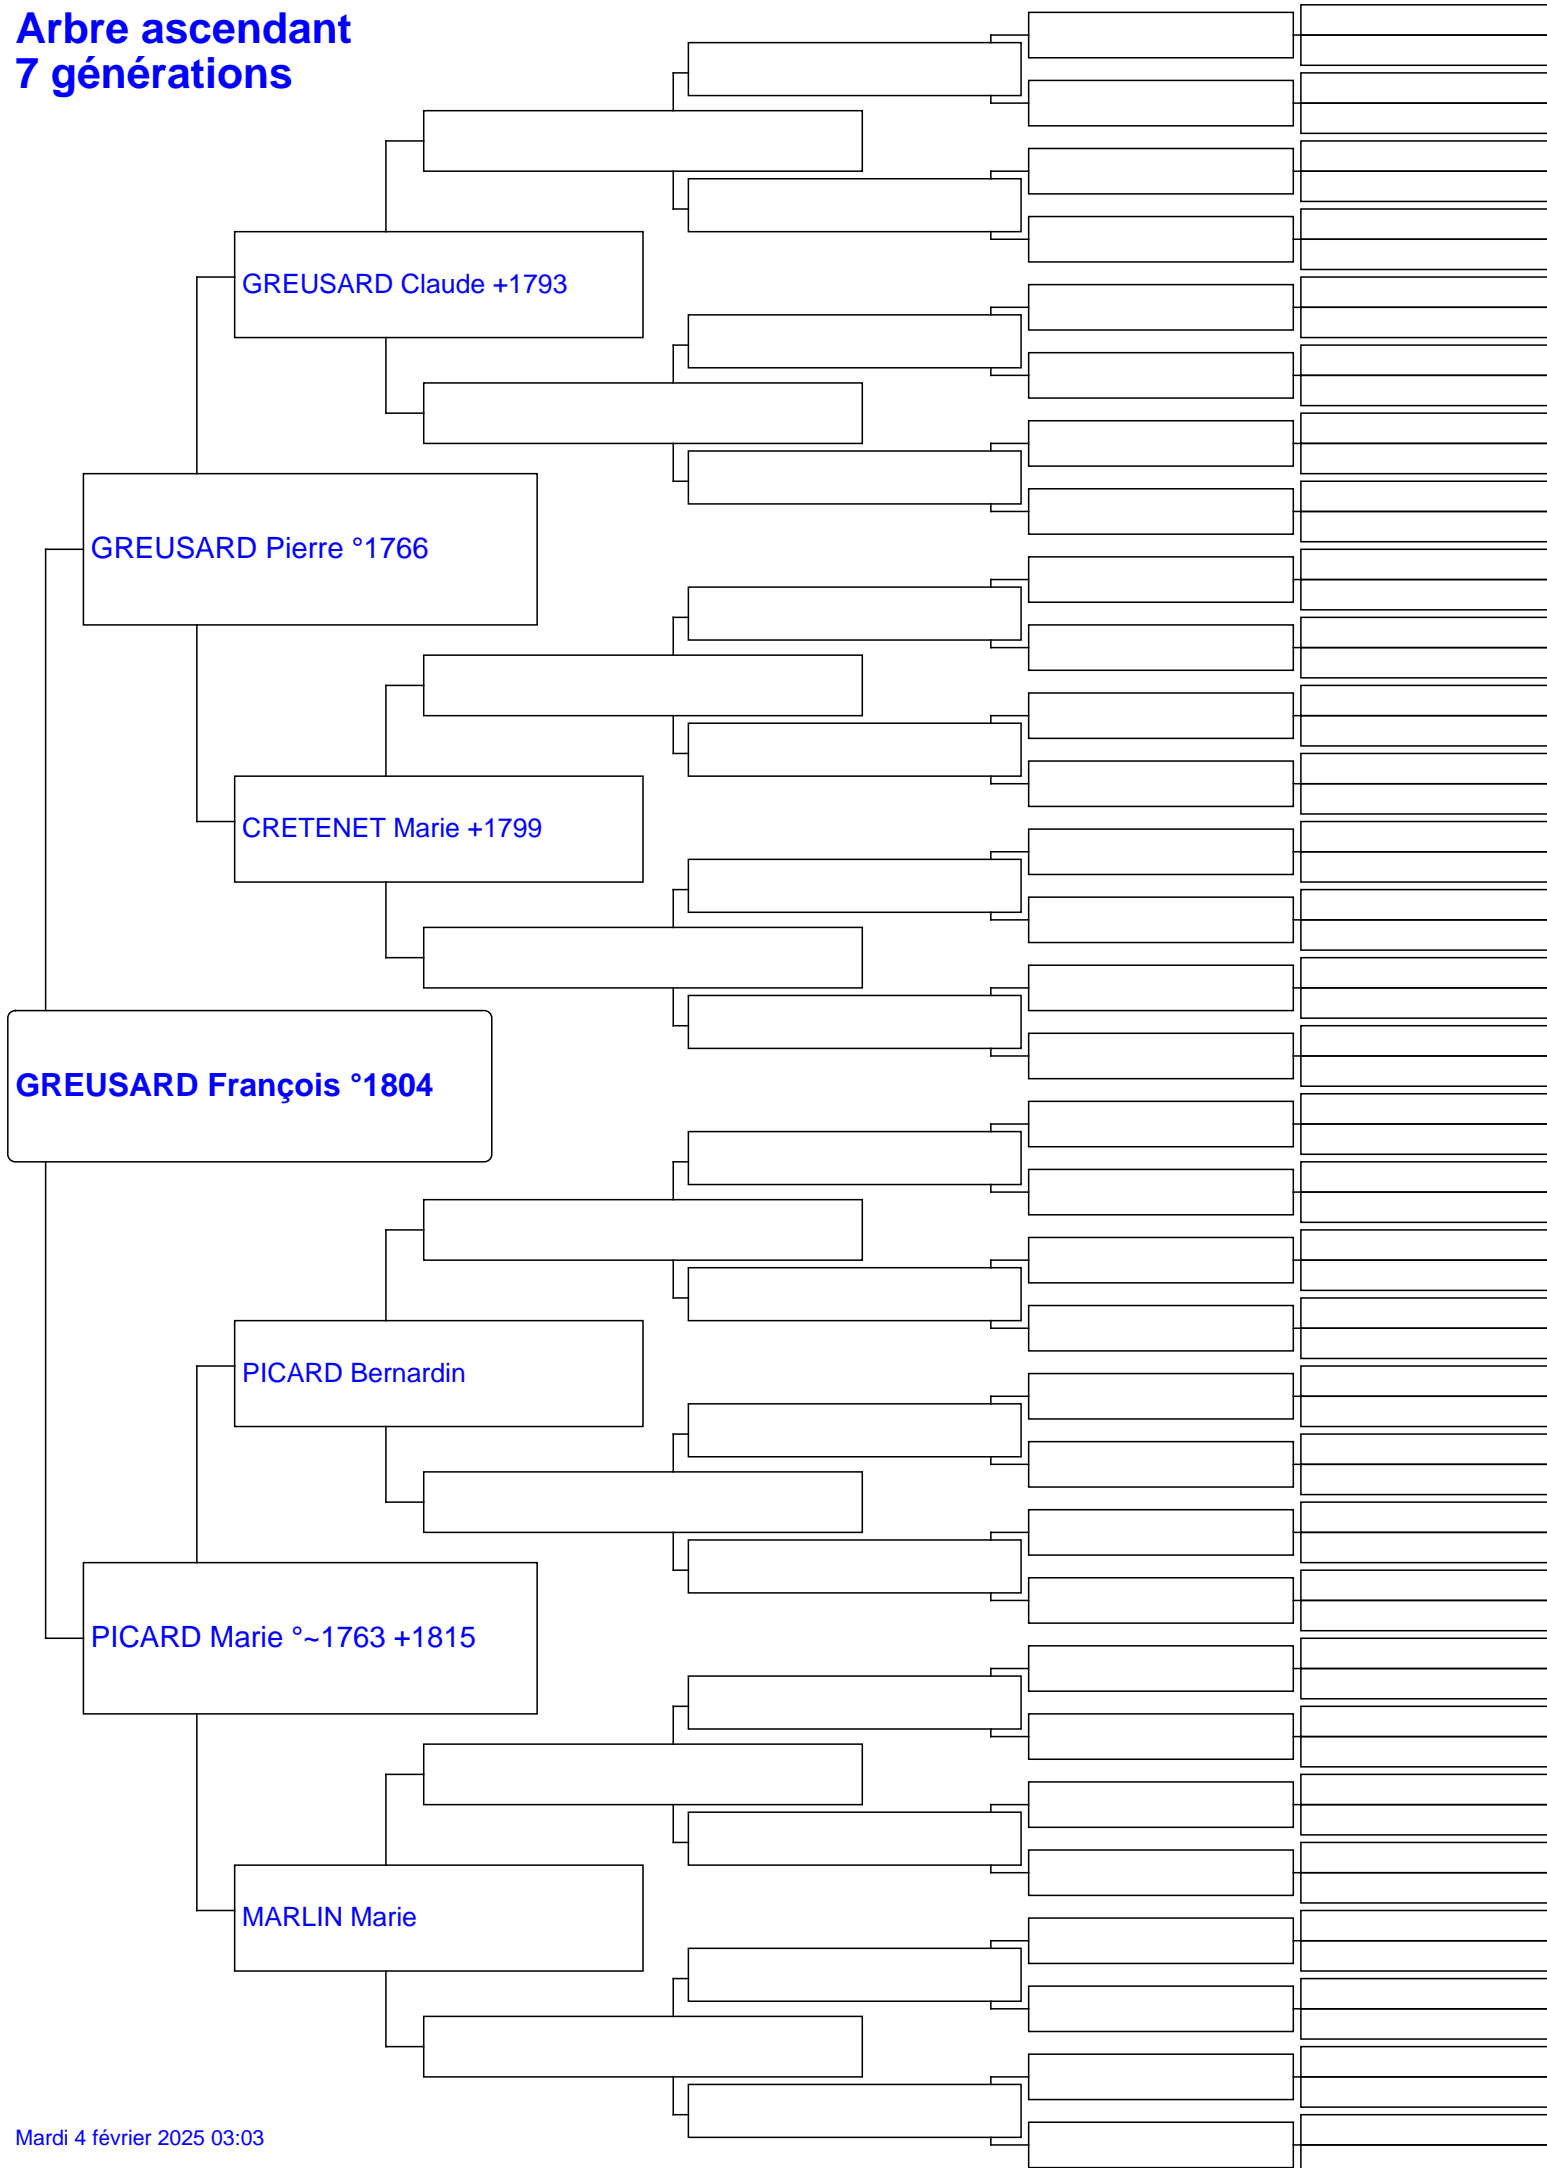 Arbre ascendant
7 générations
GREUSARD Claude +1793
GREUSARD Pierre °1766
CRETENET Marie +1799
GREUSARD François °1804
PICARD Bernardin
PICARD Marie °~1763 +1815
MARLIN Marie
Mardi 4 février 2025 03:03